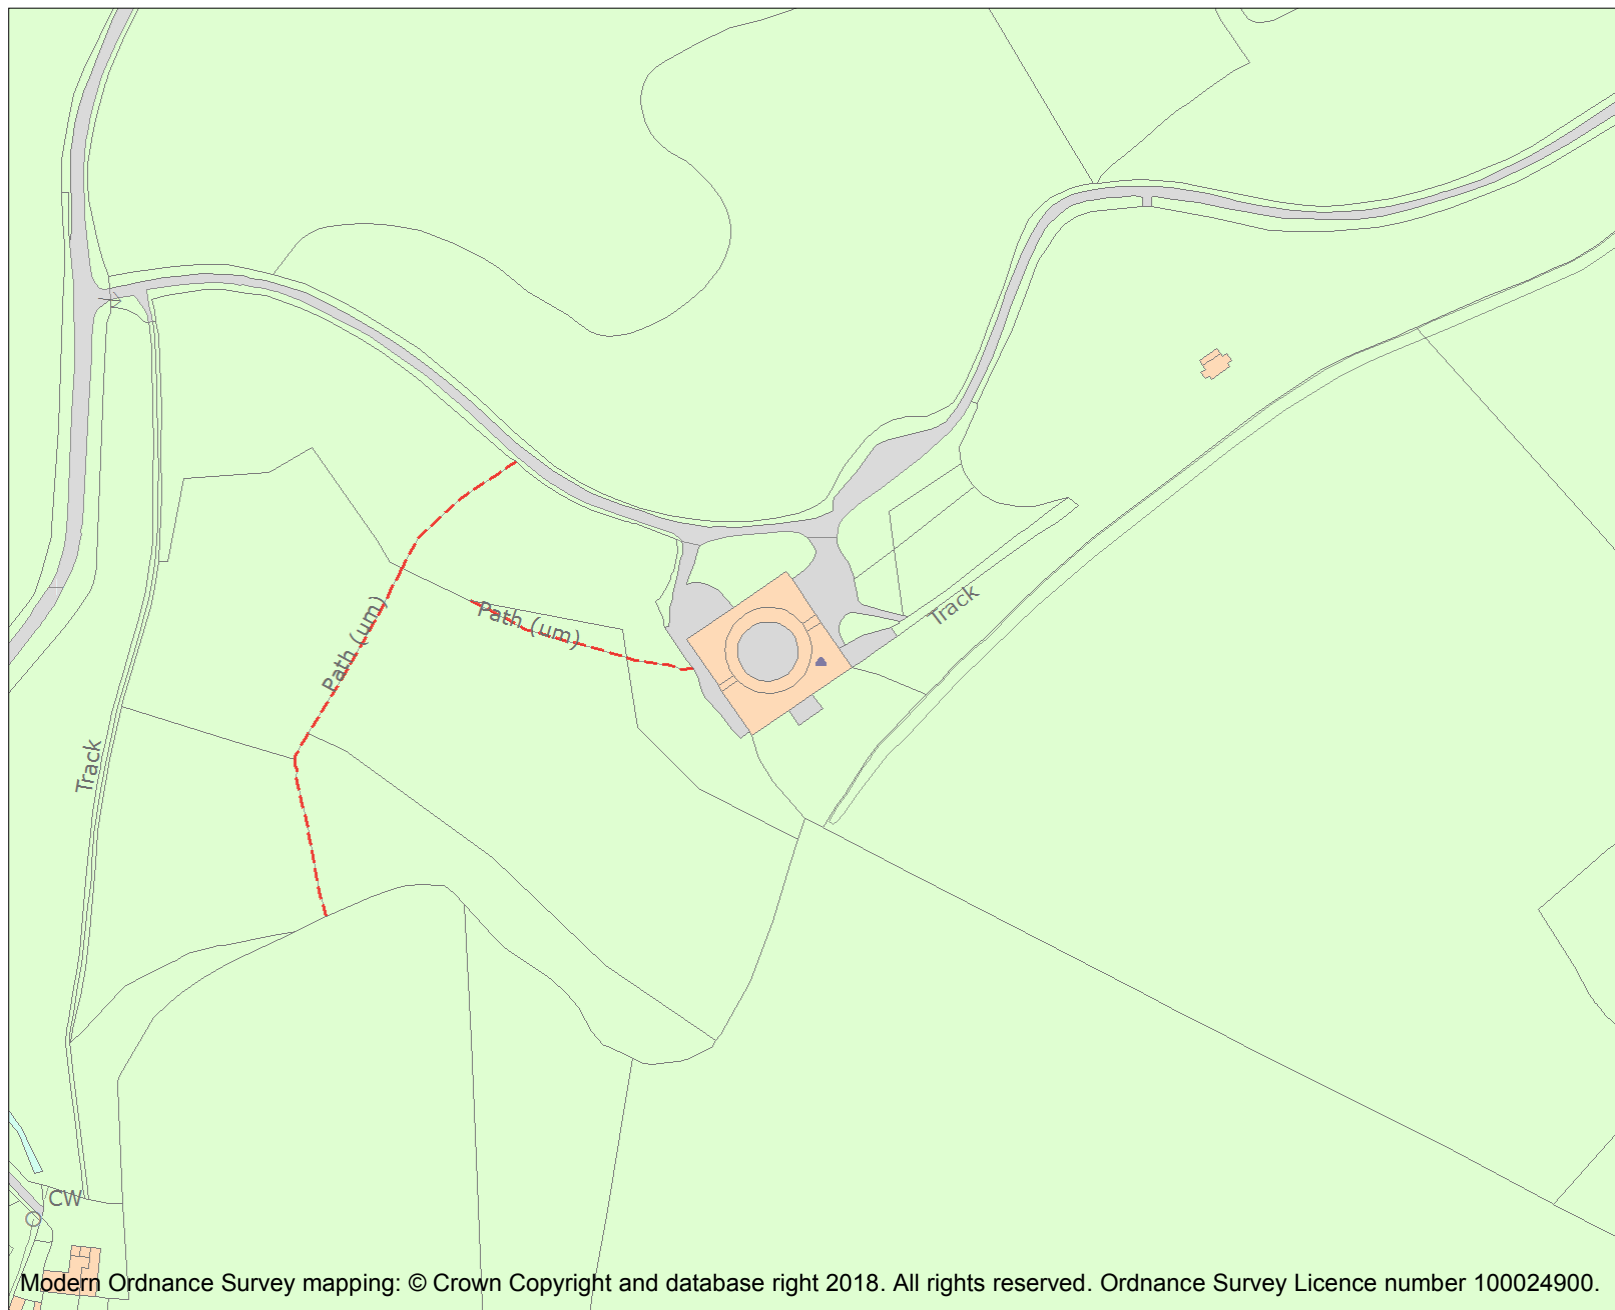 Path (um)
Path (um)
Track
Track
CW
Modern Ordnance Survey mapping: © Crown Copyright and database right 2018. All rights reserved. Ordnance Survey Licence number 100024900.